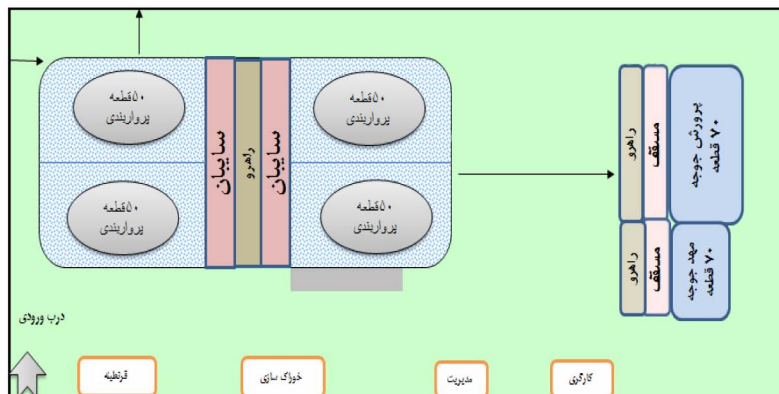 ۵۰قطعه
پرواربندی
۵۰قطعه
پرواربندی
۵۰قطعه
پرواربندی
۵۰قطعه
پرواربندی
سایبان
راهرو
سایبان
پرورش جوجه
۷۰ قطعه
مسقف
راهرو
مهد جوجه
۷۰ قطعه
مسقف
راهرو
درب ورودی
قرنطینه
خوراک سازی
مدیریت
کارگری